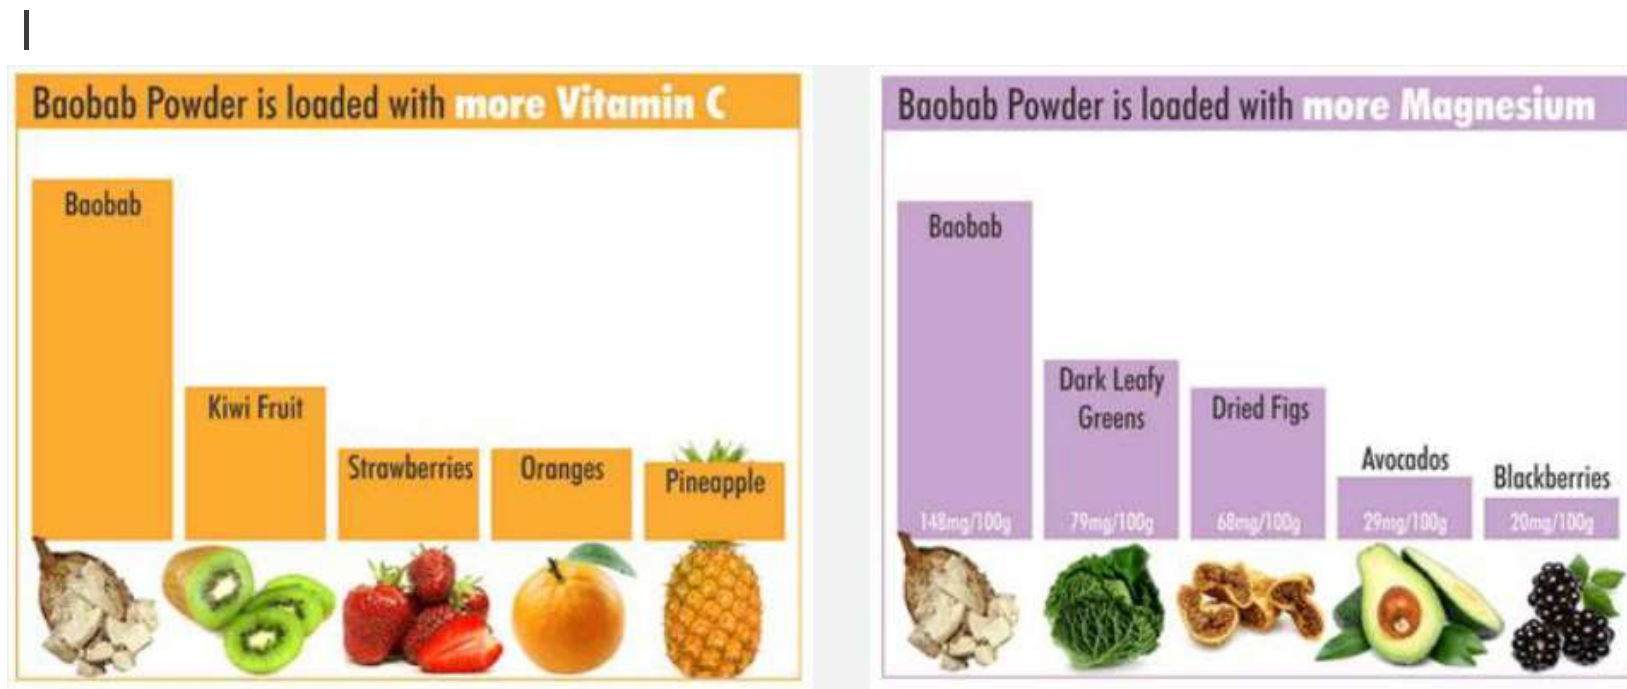 Baobab Powder is loaded with more Vitamin C
Baobab
Kiwi Fruit
Strawberries
Oranges
Pineapple
Baobab Powder is loaded with more Magnesium
Baobab
148mg/100g
Dark Leafy
Greens
79mg/100g
Dried Figs
68mg/100g
Avocados
29mg/100g
Blackberries
20mg/100g